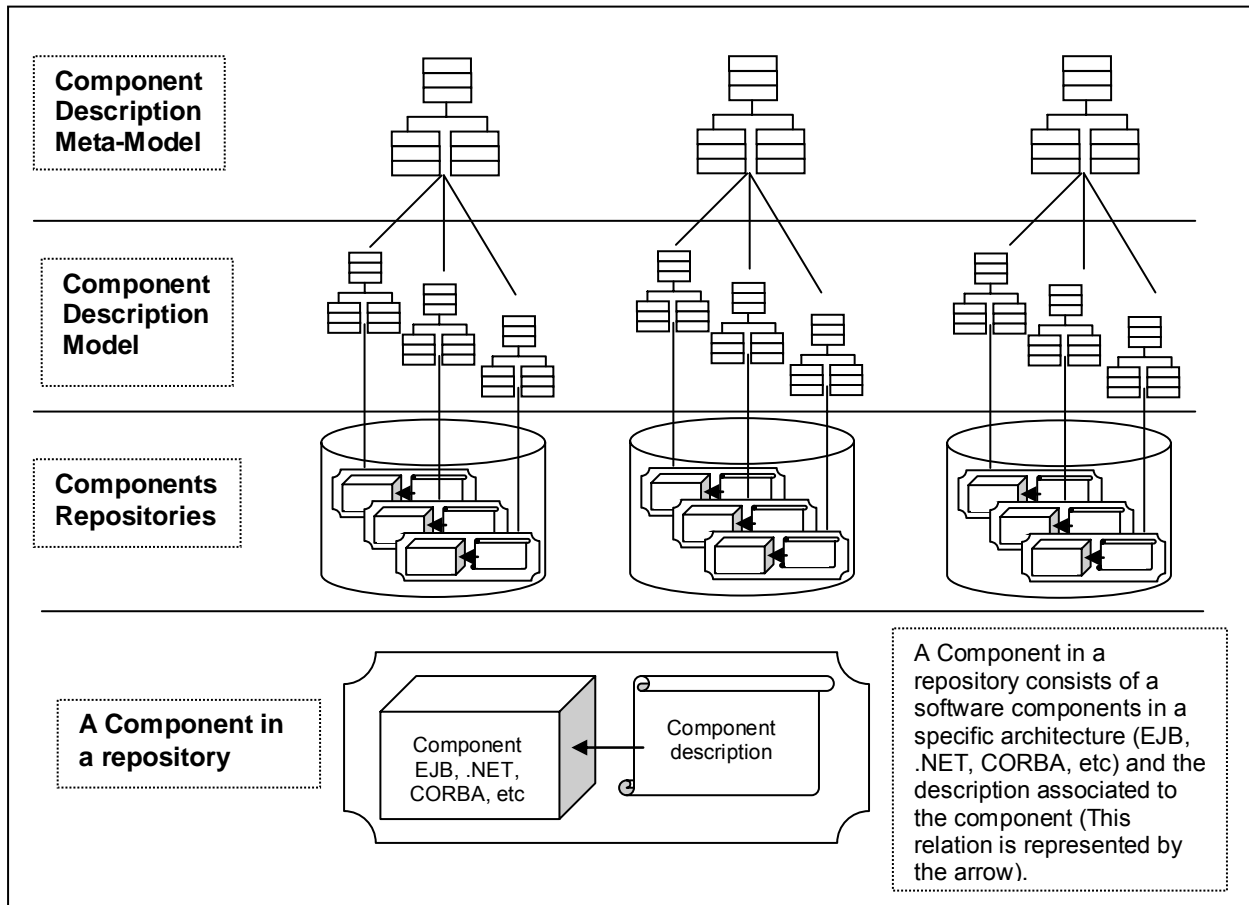 Component
Description
Meta-Model
Component
Description
Model
Components
Repositories
A Component in
a repository
Component
EJB, .NET,
CORBA, etc
Component
description
A Component in a
repository consists of a
software components in a
specific architecture (EJB,
.NET, CORBA, etc) and the
description associated to
the component (This
relation is represented by
the arrow).